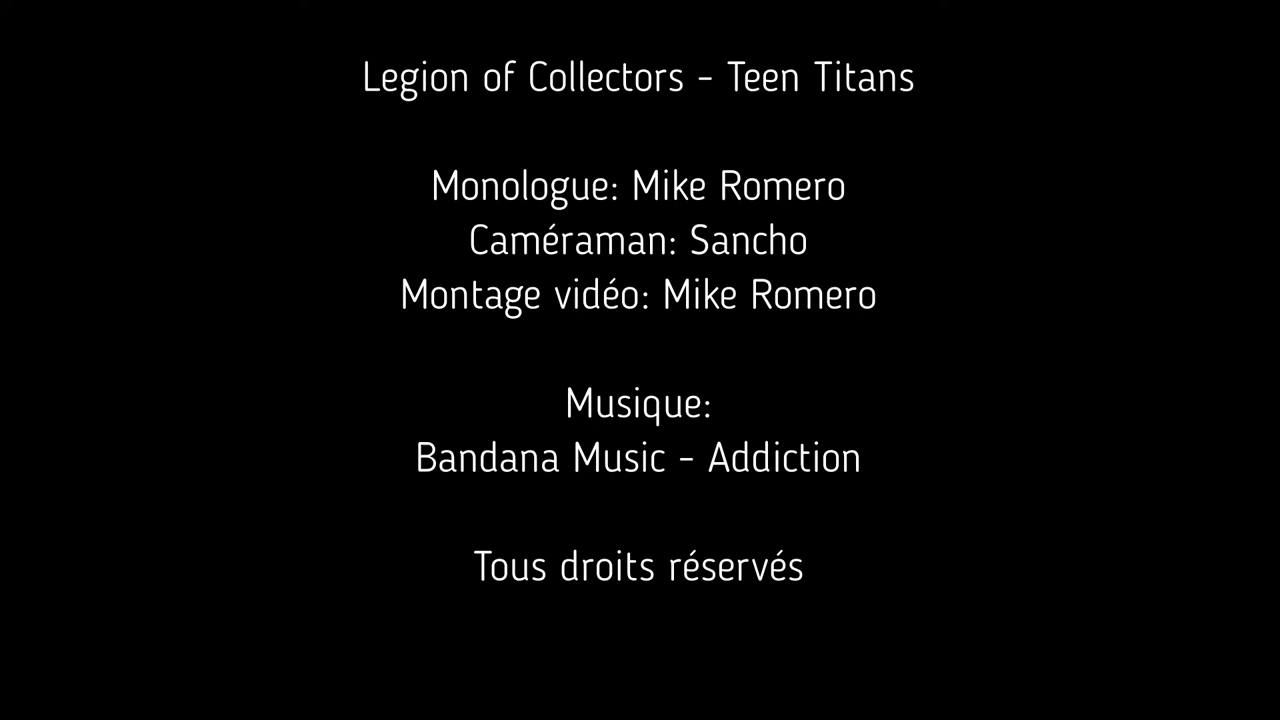 Legion of Collectors - Teen Titans
Monologue: Mike Romero
Caméraman: Sancho
Montage vidéo: Mike Romero
Musique:
Bandana Music - Addiction
Tous droits réservés